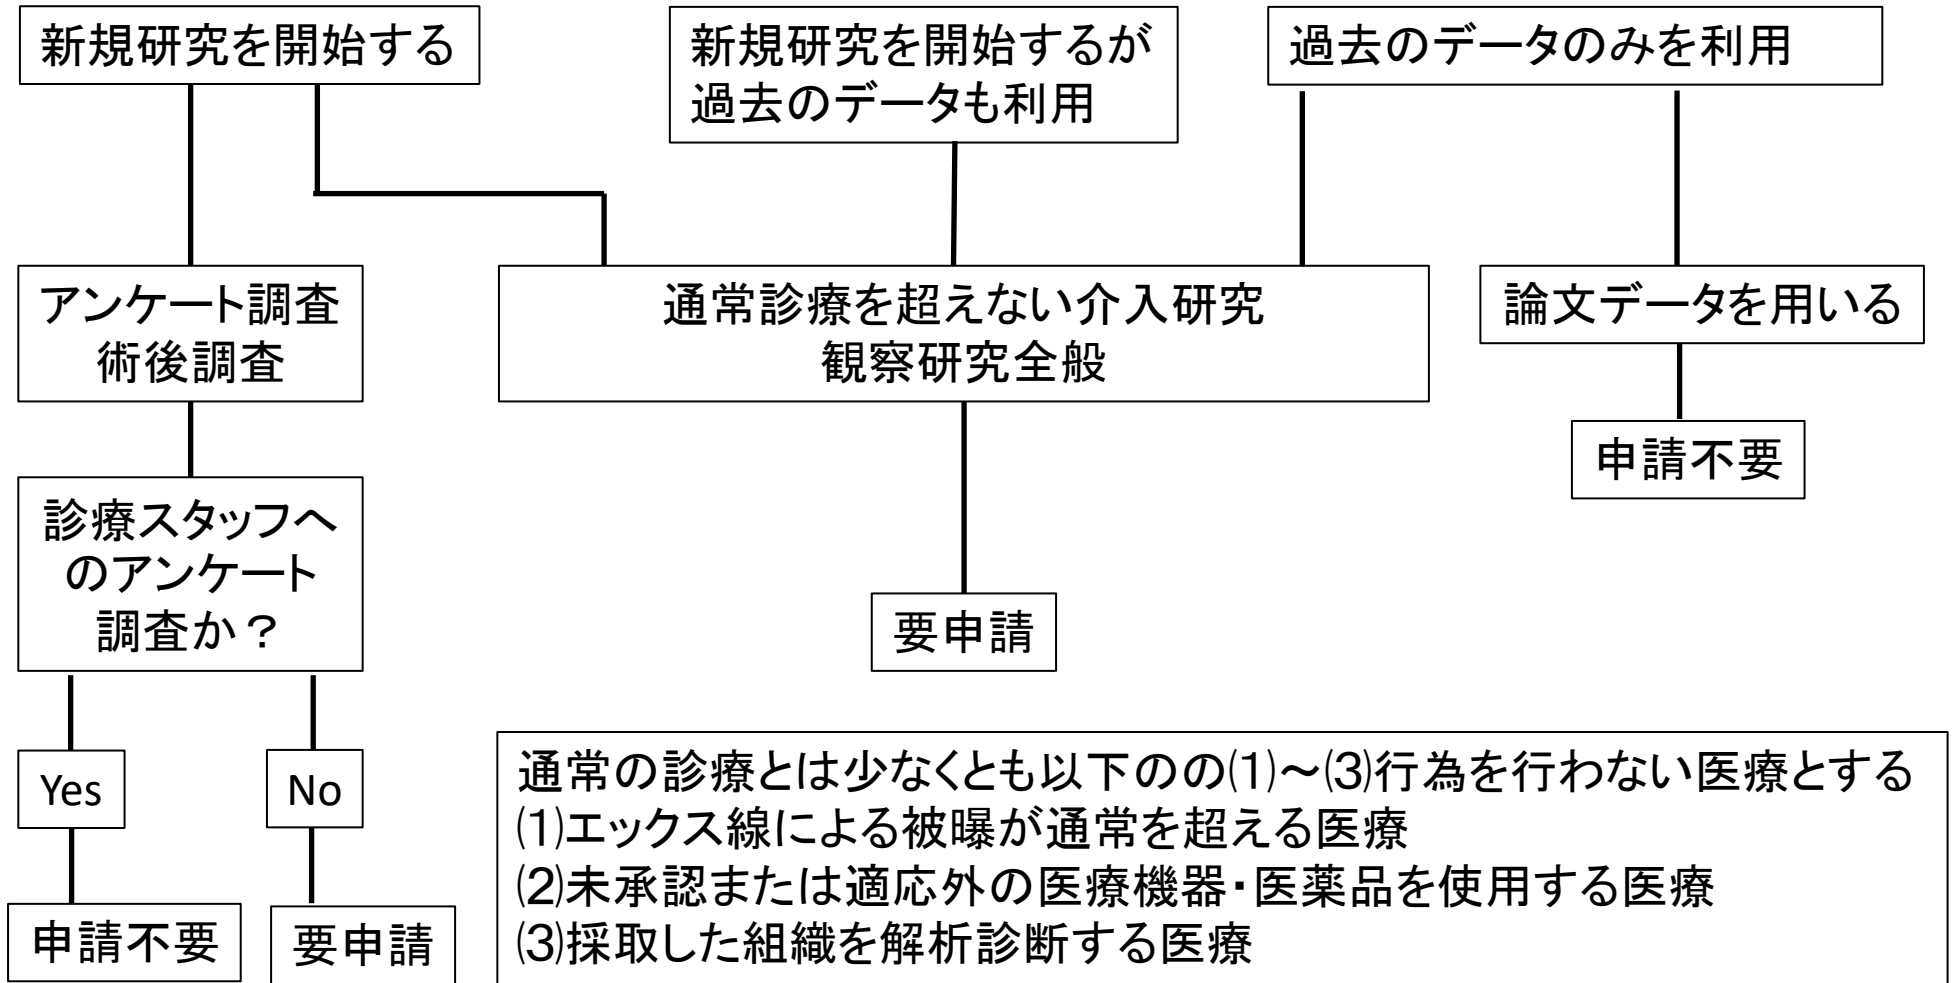 新規研究を開始する
新規研究を開始するが
過去のデータも利用
過去のデータのみを利用
アンケート調査
術後調査
通常診療を超えない介入研究
観察研究全般
論文データを用いる
申請不要
診療スタッフへ
のアンケート
調査か？
要申請
Yes
No
申請不要
要申請
通常の診療とは少なくとも以下のの⑴～⑶行為を行わない医療とする
⑴エックス線による被曝が通常を超える医療
⑵未承認または適応外の医療機器・医薬品を使用する医療
⑶採取した組織を解析診断する医療